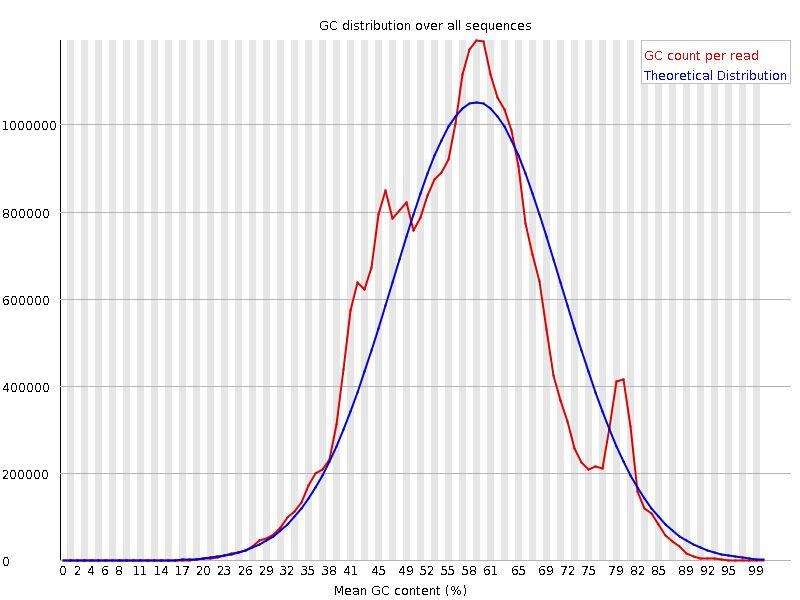 GC distribution over all sequences
GC count per read
Theoretical Distribution
1000000
800000
600000
400000
200000
0
0 2 4 6 8 11 14 17 20 23 26 29 32 35 38 41 45 49 52 55 58 61 65 69 72 75 79 82 85 89 92 95 99
Mean GC content (%)